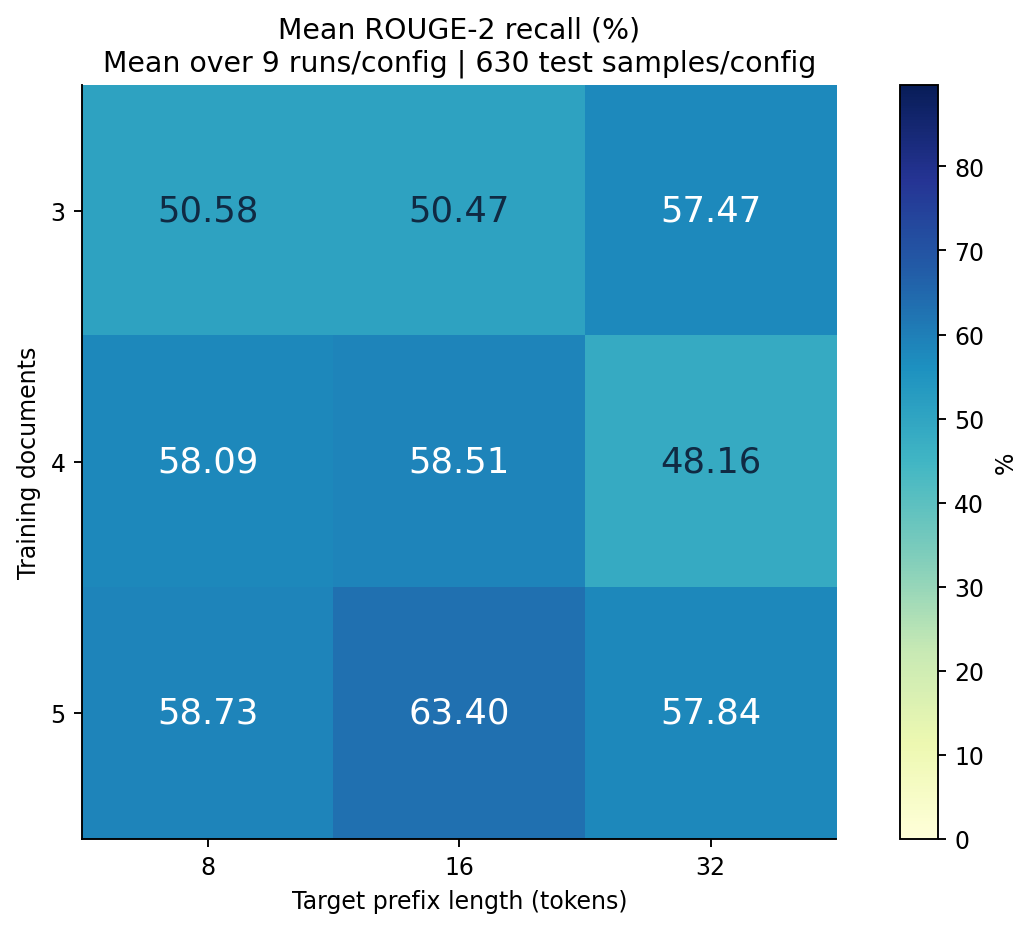 Mean ROUGE-2 recall (%)
Mean over 9 runs/config | 630 test samples/config
Training documents
3
50.58 50.47 57.47
4
58.09 58.51 48.16
5
58.73 63.40 57.84
8 16 32
Target prefix length (tokens)
80
70
60
50
40
30
20
10
0
%